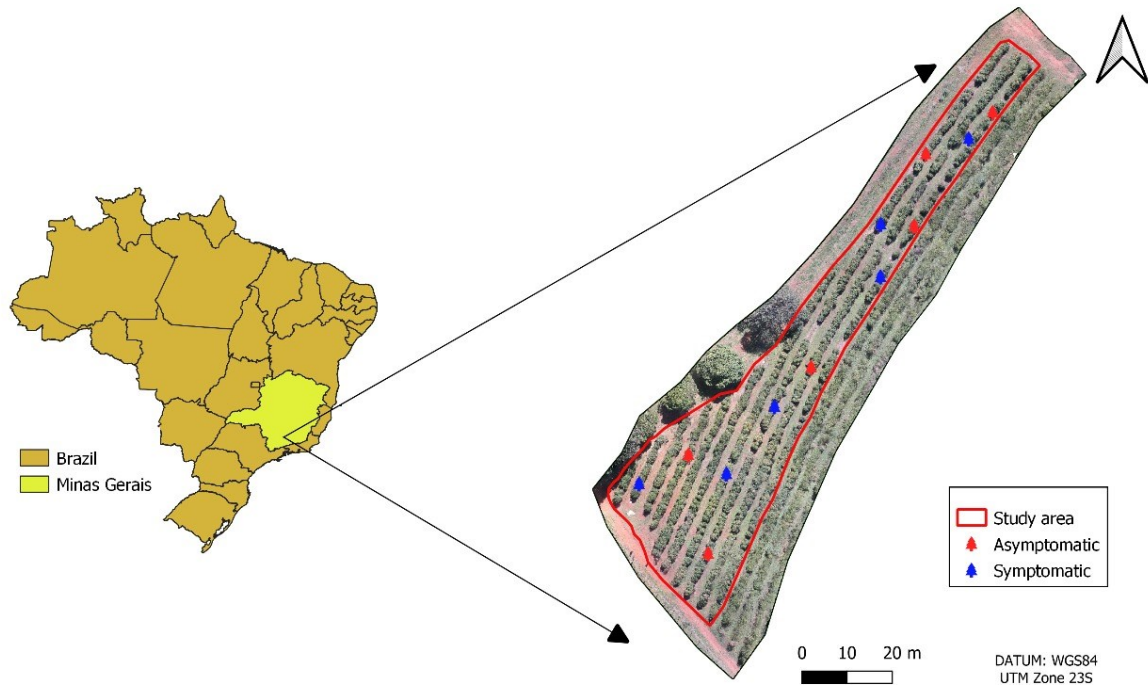 Brazil
Minas Gerais
Study area
Asymptomatic
Symptomatic
0 10 20 m
DATUM: WGS84
UTM Zone 23S